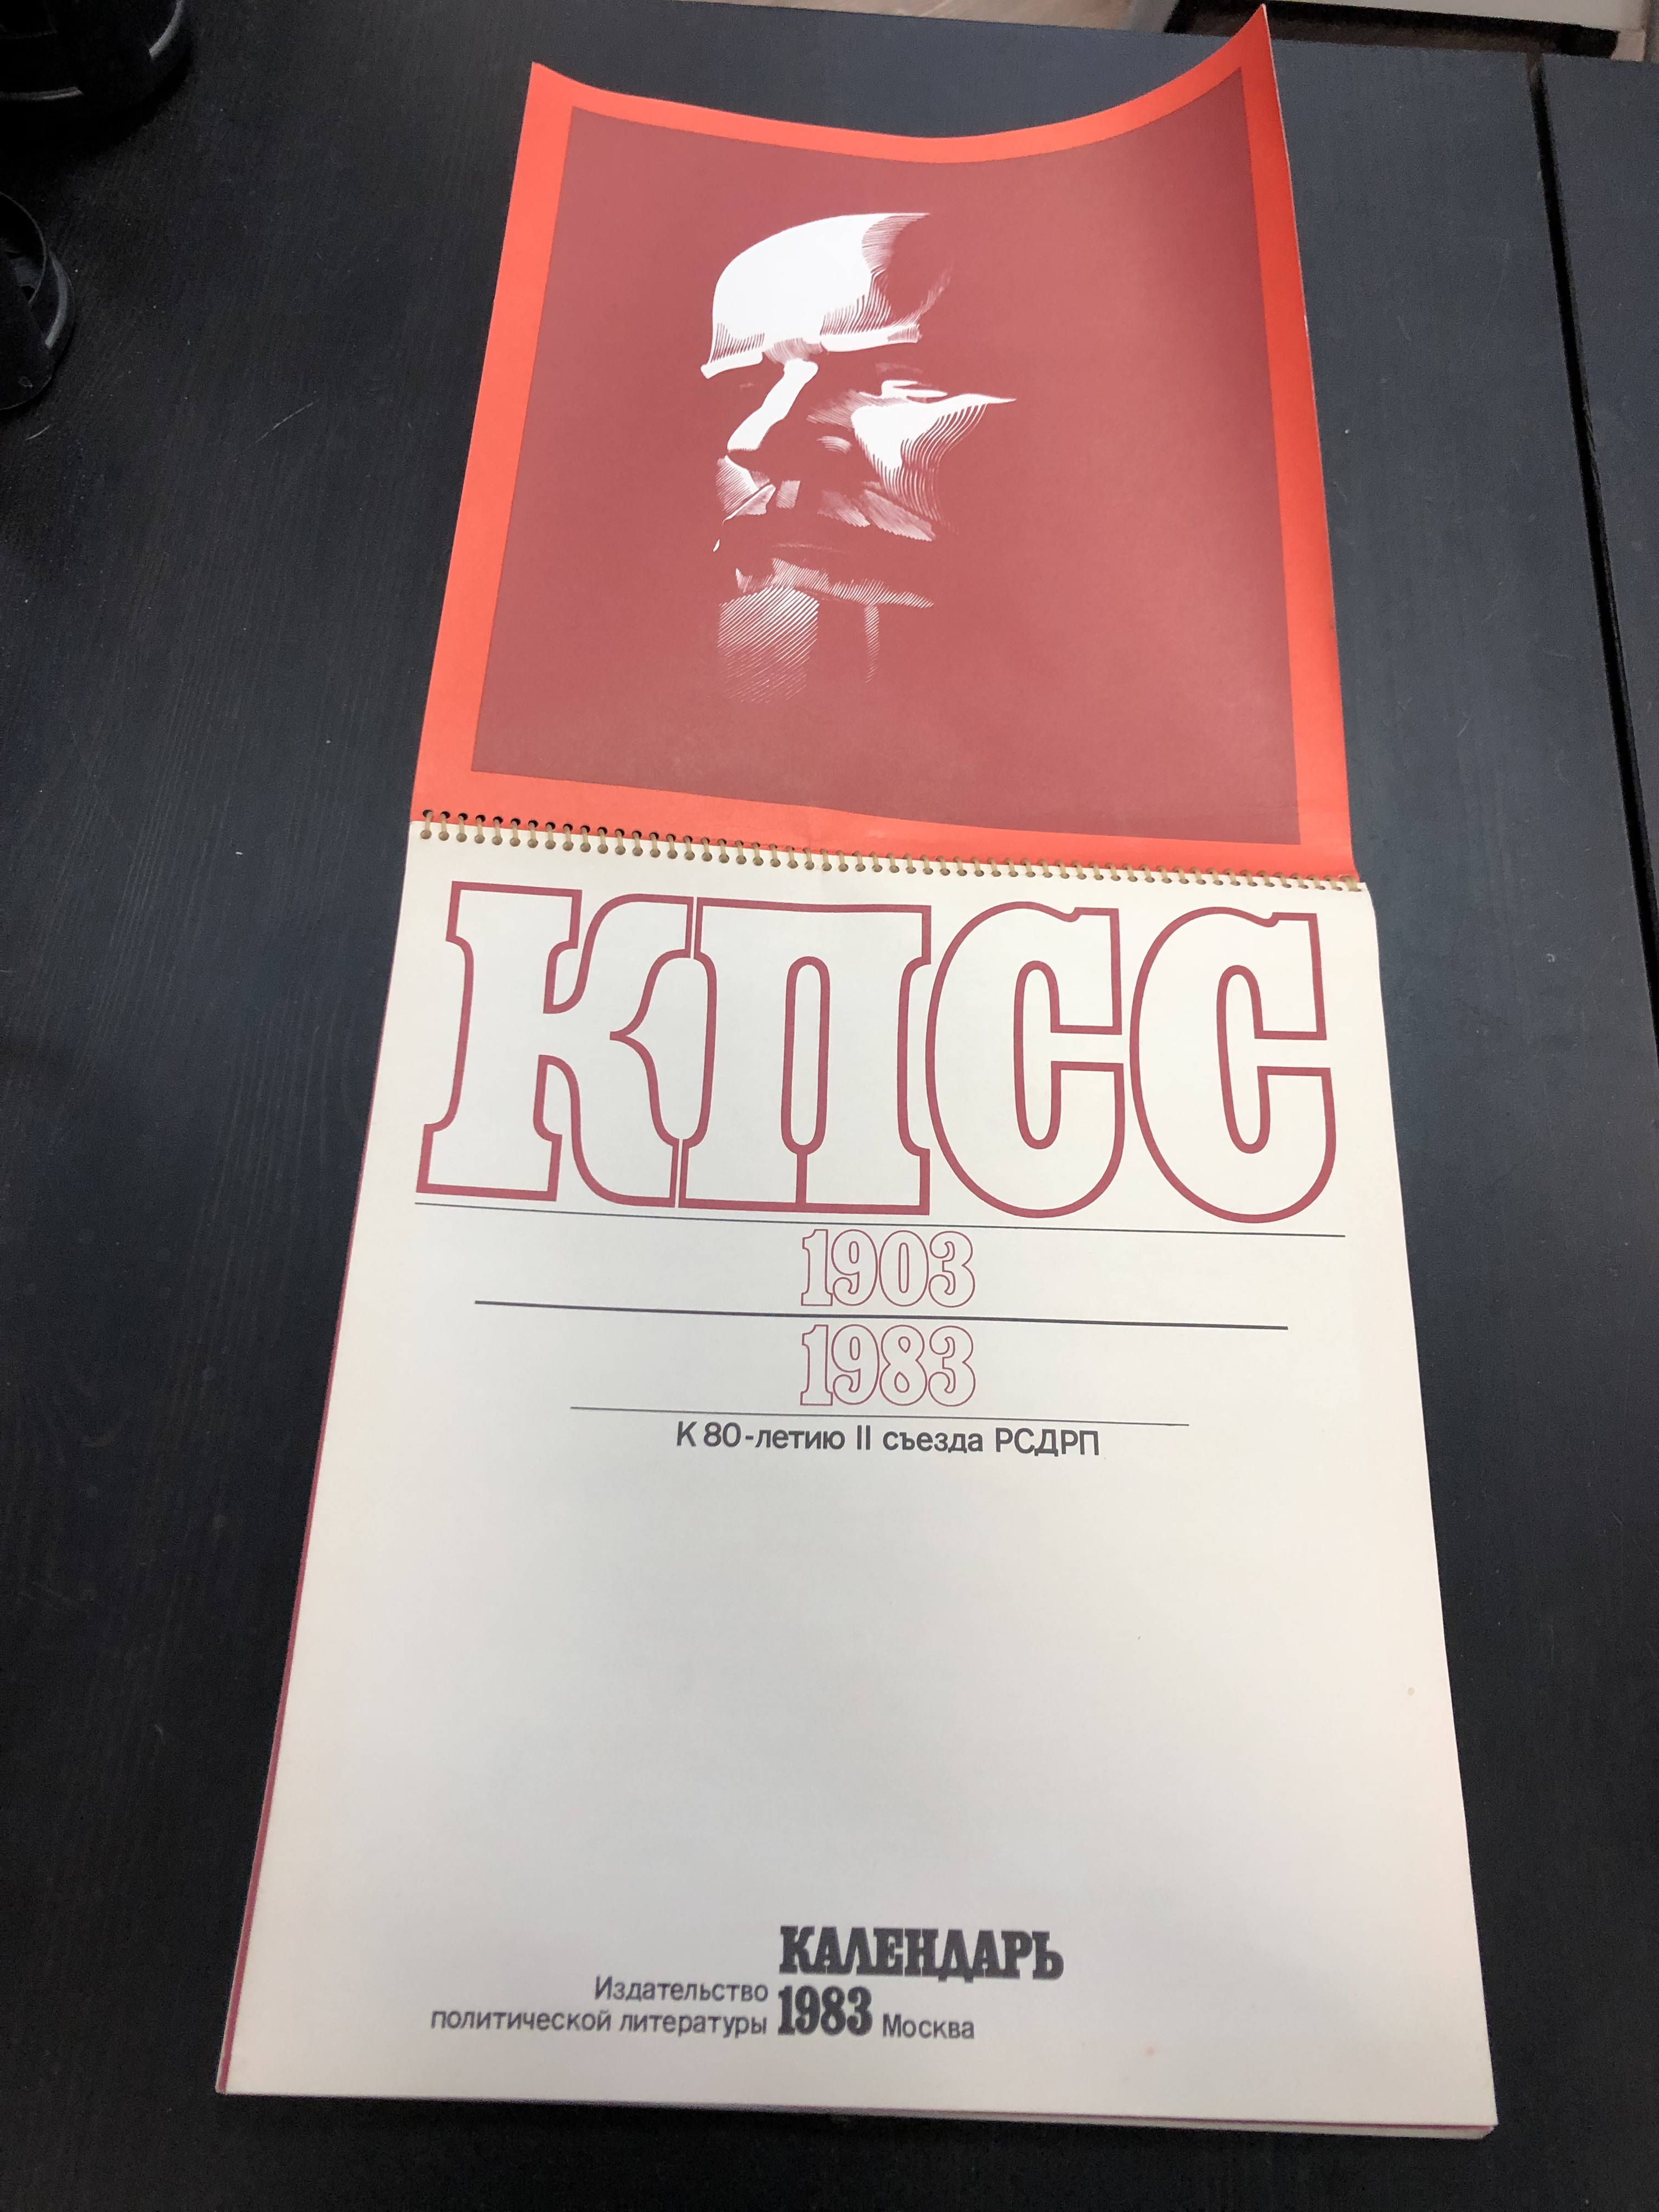 КПСС
1903
1983
К 80-летию II съезда РСДРП
КАЛЕНДАРЬ
Издательство
политической литературы 1983 Москва